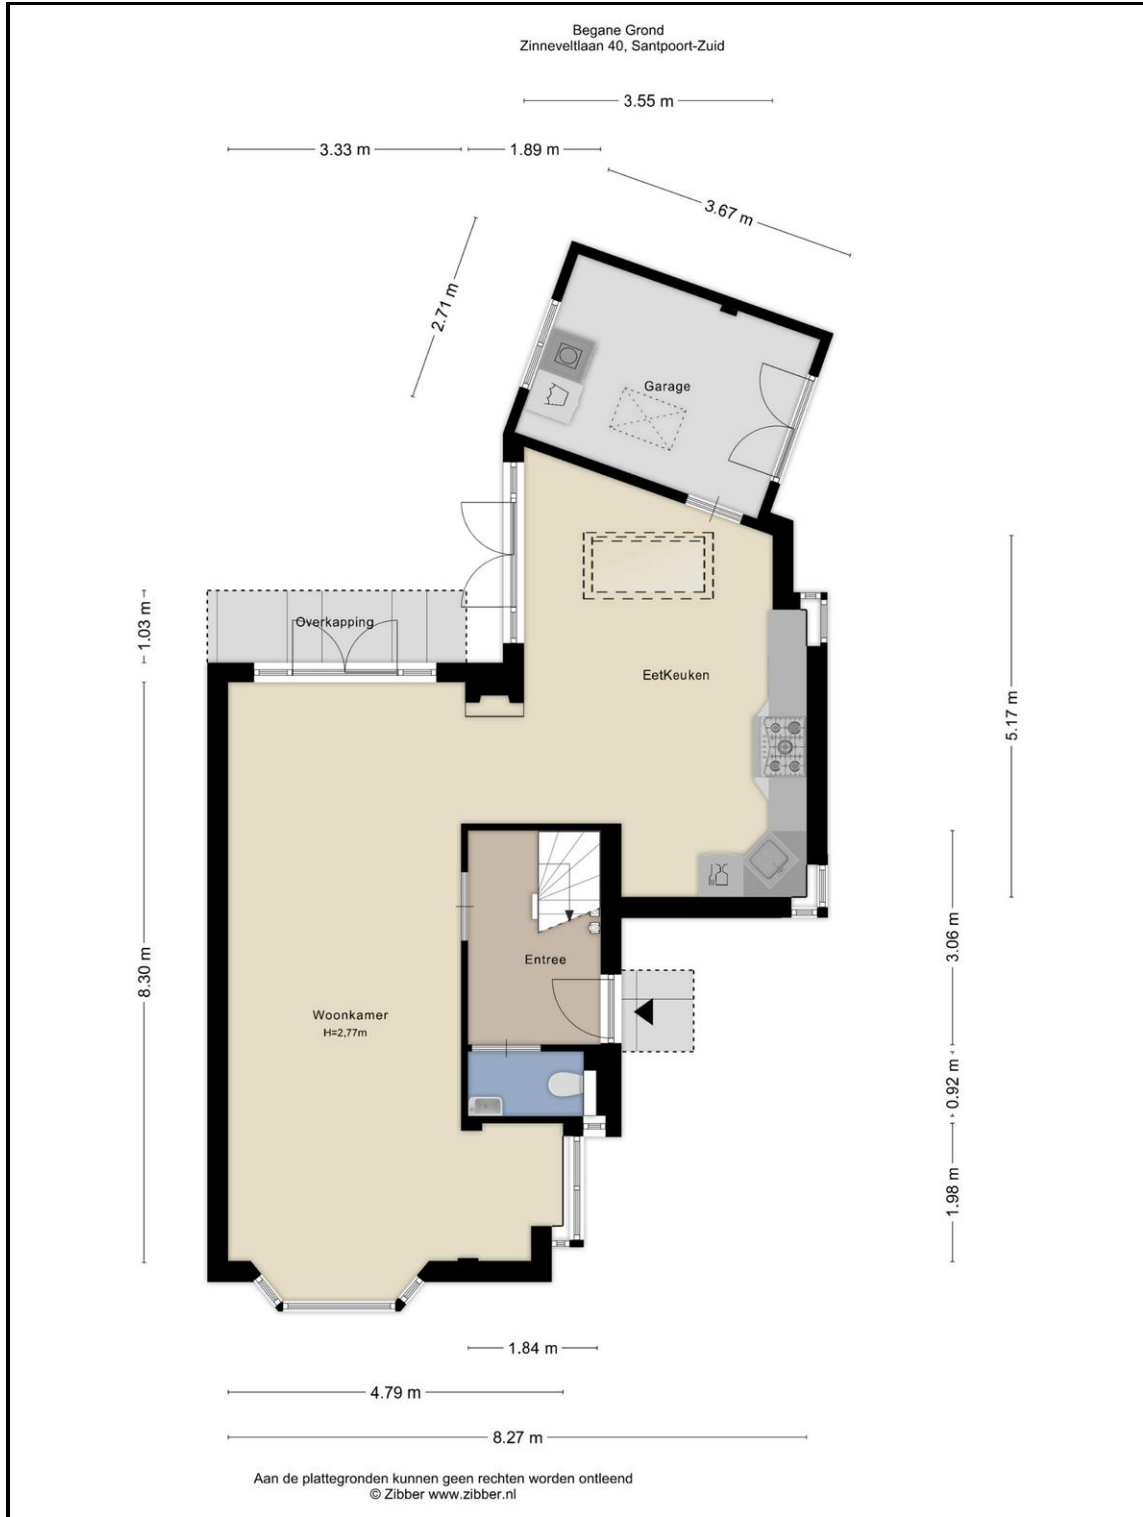 Begane Grond
Zinneveltlaan 40, Santpoort-Zuid
3.55 m
3.33 m
1.89 m
3.67 m
2.71 m
Garage
1.03 m
Overkapping
EetKeuken
5.17 m
8.30 m
3.06 m
Entree
Woonkamer
H=2,77m
0.92 m
1.98 m
1.84 m
4.79 m
8.27 m
Aan de plattegronden kunnen geen rechten worden ontleend
© Zibber www.zibber.nl